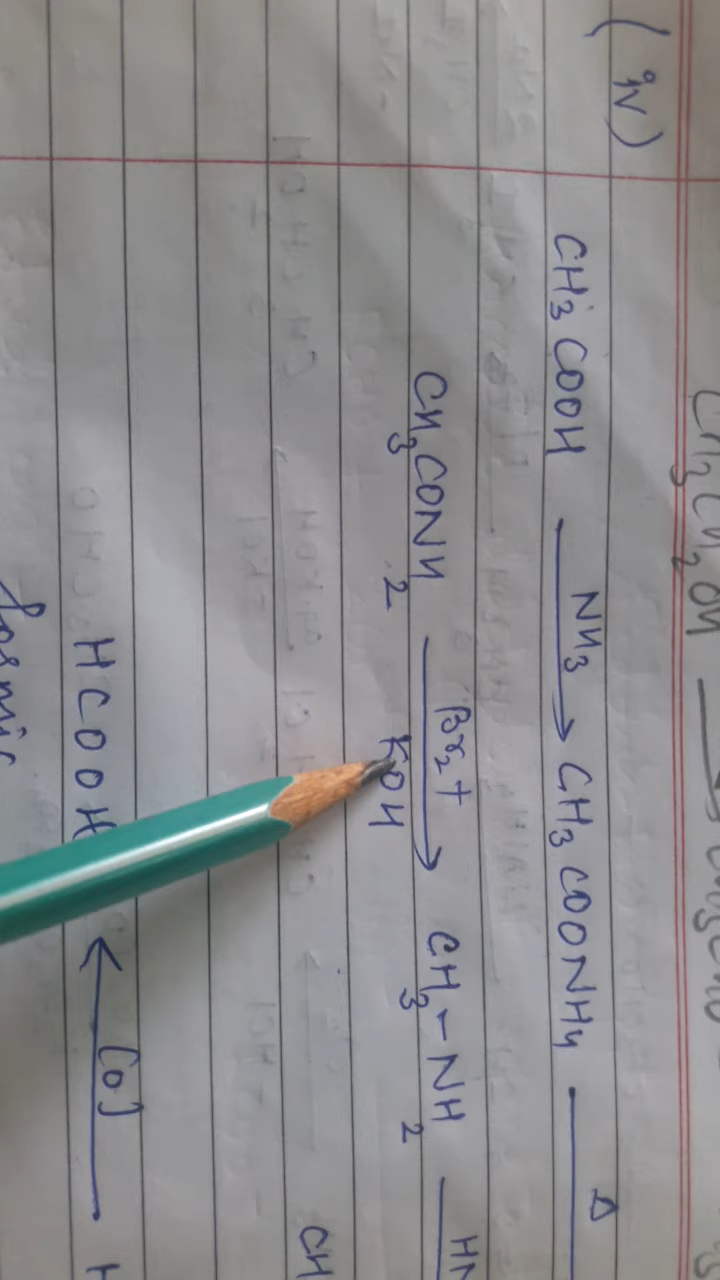 CH3CH2OH ⟶
(iv)
CH3COOH —NH3→ CH3COONH4 —Δ
CH3CONH2 —Br2+ KOH→ CH3-NH2 — HN
CH
HCOOH ←[O]— H